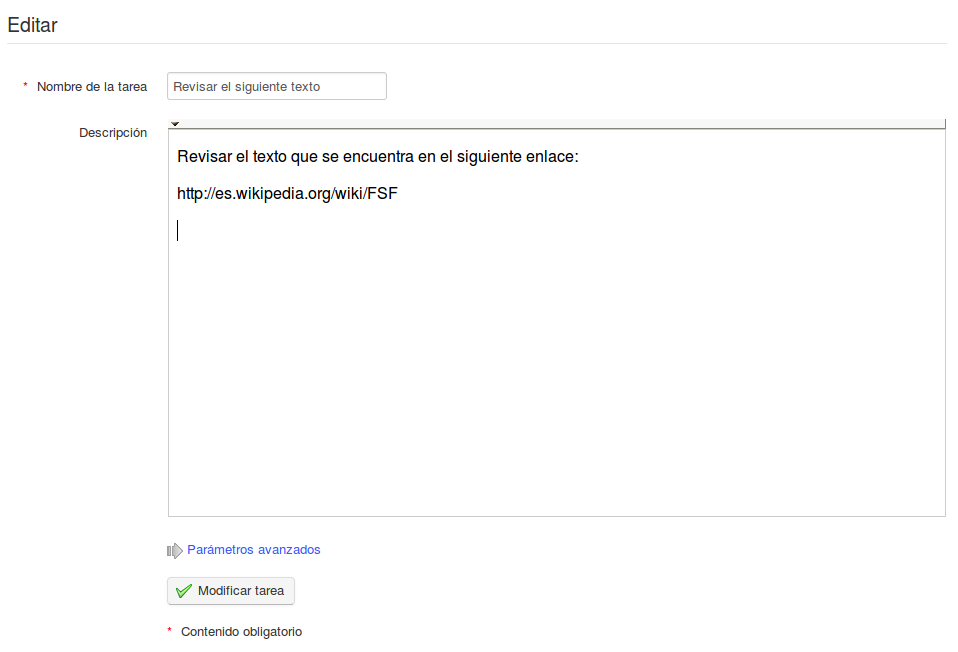 Editar
* Nombre de la tarea
Revisar el siguiente texto
Descripción
Revisar el texto que se encuentra en el siguiente enlace:
http://es.wikipedia.org/wiki/FSF
Parámetros avanzados
Modificar tarea
* Contenido obligatorio